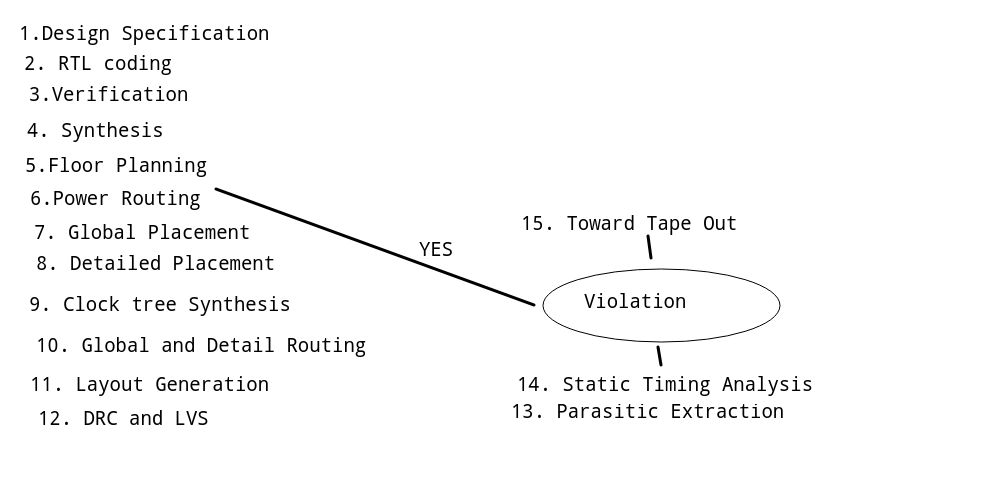 1.Design Specification
2. RTL coding
3.Verification
4. Synthesis
5.Floor Planning
6.Power Routing
7. Global Placement
8. Detailed Placement
9. Clock tree Synthesis
10. Global and Detail Routing
11. Layout Generation
12. DRC and LVS
YES
15. Toward Tape Out
Violation
14. Static Timing Analysis
13. Parasitic Extraction